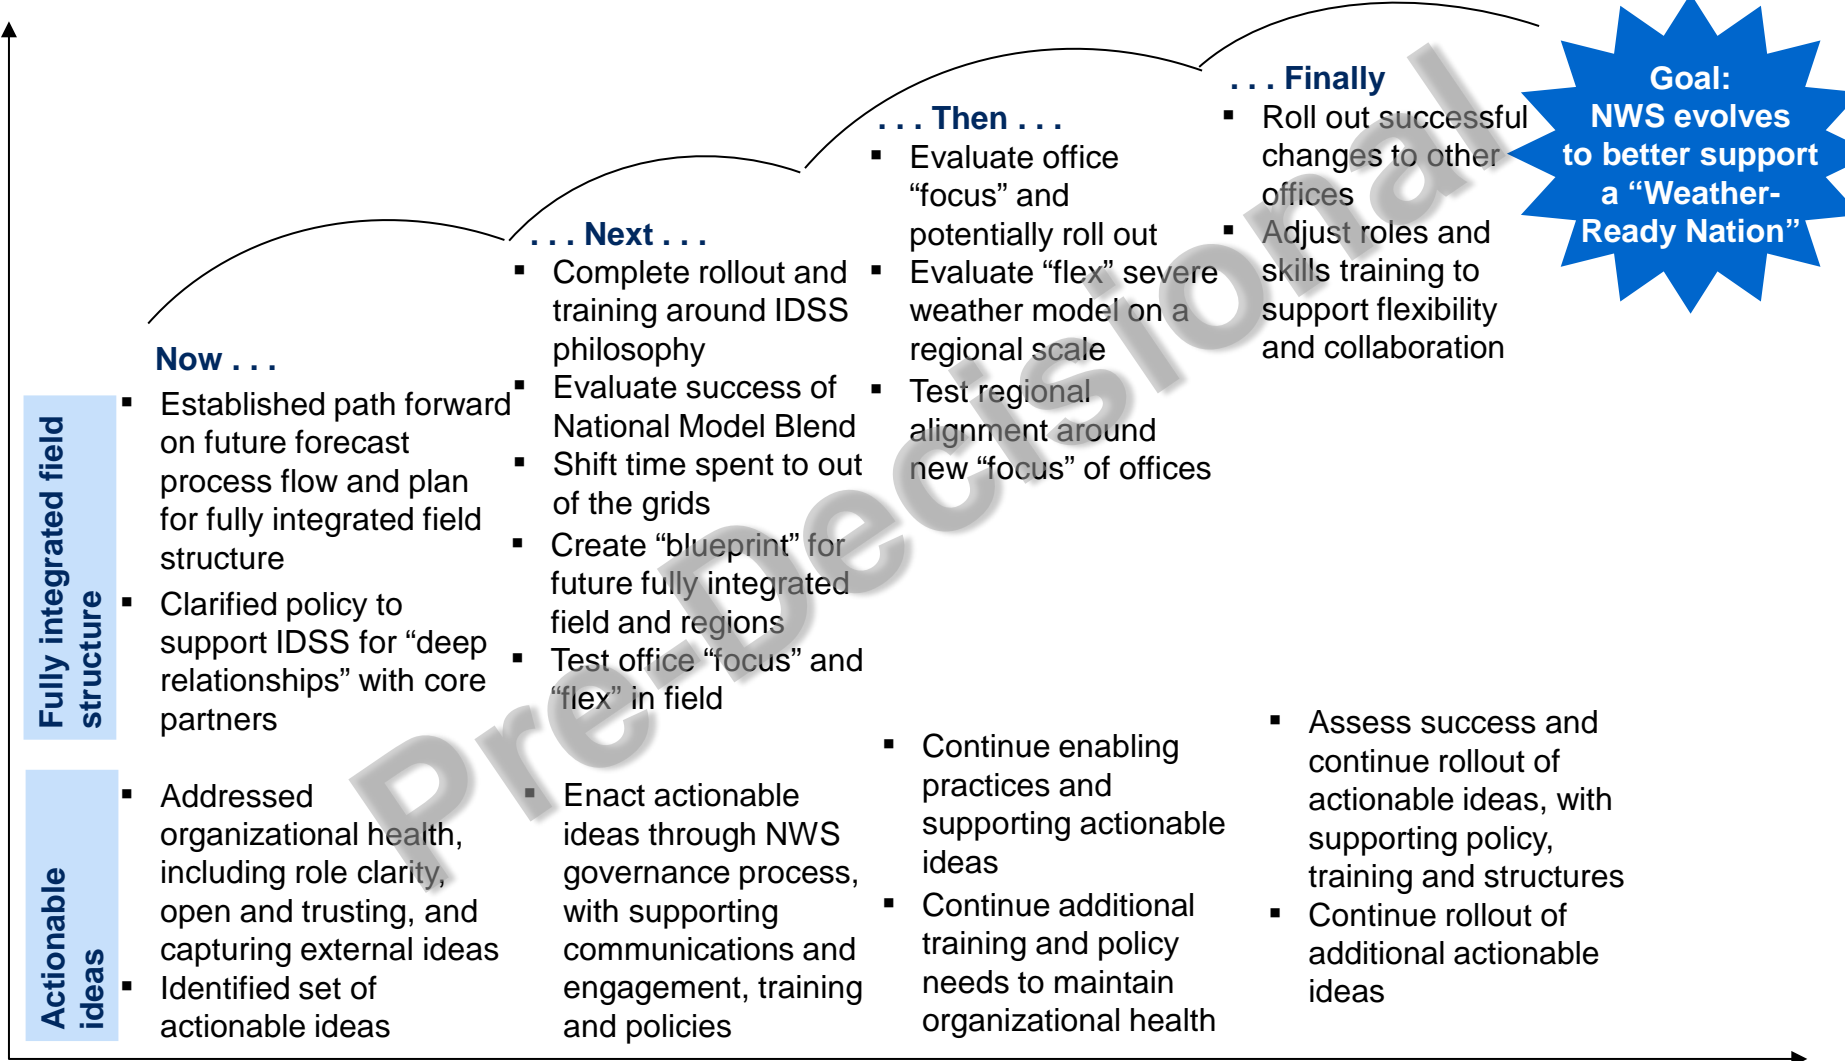 Now . . .
. . . Next . . .
. . . Then . . .
. . . Finally
Goal:
NWS evolves
to better support
a “Weather-
Ready Nation”
Fully integrated field
structure
▪ Established path forward
on future forecast
process flow and plan
for fully integrated field
structure
▪ Clarified policy to
support IDSS for “deep
relationships” with core
partners
▪ Complete rollout and
training around IDSS
philosophy
▪ Evaluate success of
National Model Blend
▪ Shift time spent to out
of the grids
▪ Create “blueprint” for
future fully integrated
field and regions
▪ Test office “focus” and
“flex” in field
▪ Evaluate office
“focus” and
potentially roll out
▪ Evaluate “flex” severe
weather model on a
regional scale
▪ Test regional
alignment around
new “focus” of offices
▪ Roll out successful
changes to other
offices
▪ Adjust roles and
skills training to
support flexibility
and collaboration
Actionable
ideas
▪ Addressed
organizational health,
including role clarity,
open and trusting, and
capturing external ideas
▪ Identified set of
actionable ideas
▪ Enact actionable
ideas through NWS
governance process,
with supporting
communications and
engagement, training
and policies
▪ Continue enabling
practices and
supporting actionable
ideas
▪ Continue additional
training and policy
needs to maintain
organizational health
▪ Assess success and
continue rollout of
actionable ideas, with
supporting policy,
training and structures
▪ Continue rollout of
additional actionable
ideas
Pre-Decisional